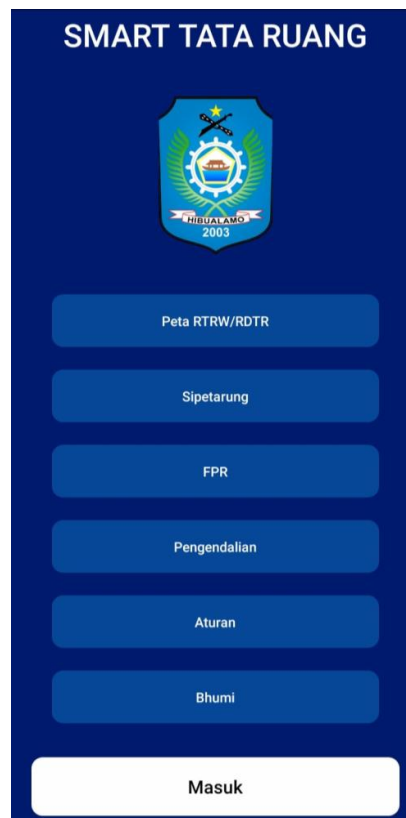 SMART TATA RUANG
HIBUALAMO
2003
Peta RTRW/RDTR
Sipetarung
FPR
Pengendalian
Aturan
Bhumi
Masuk